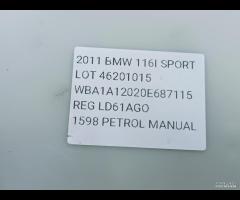 2011 BMW 116I SPORT
LOT 46201015
WBA1A12020E687115
REG LD61AGO
1598 PETROL MANUAL